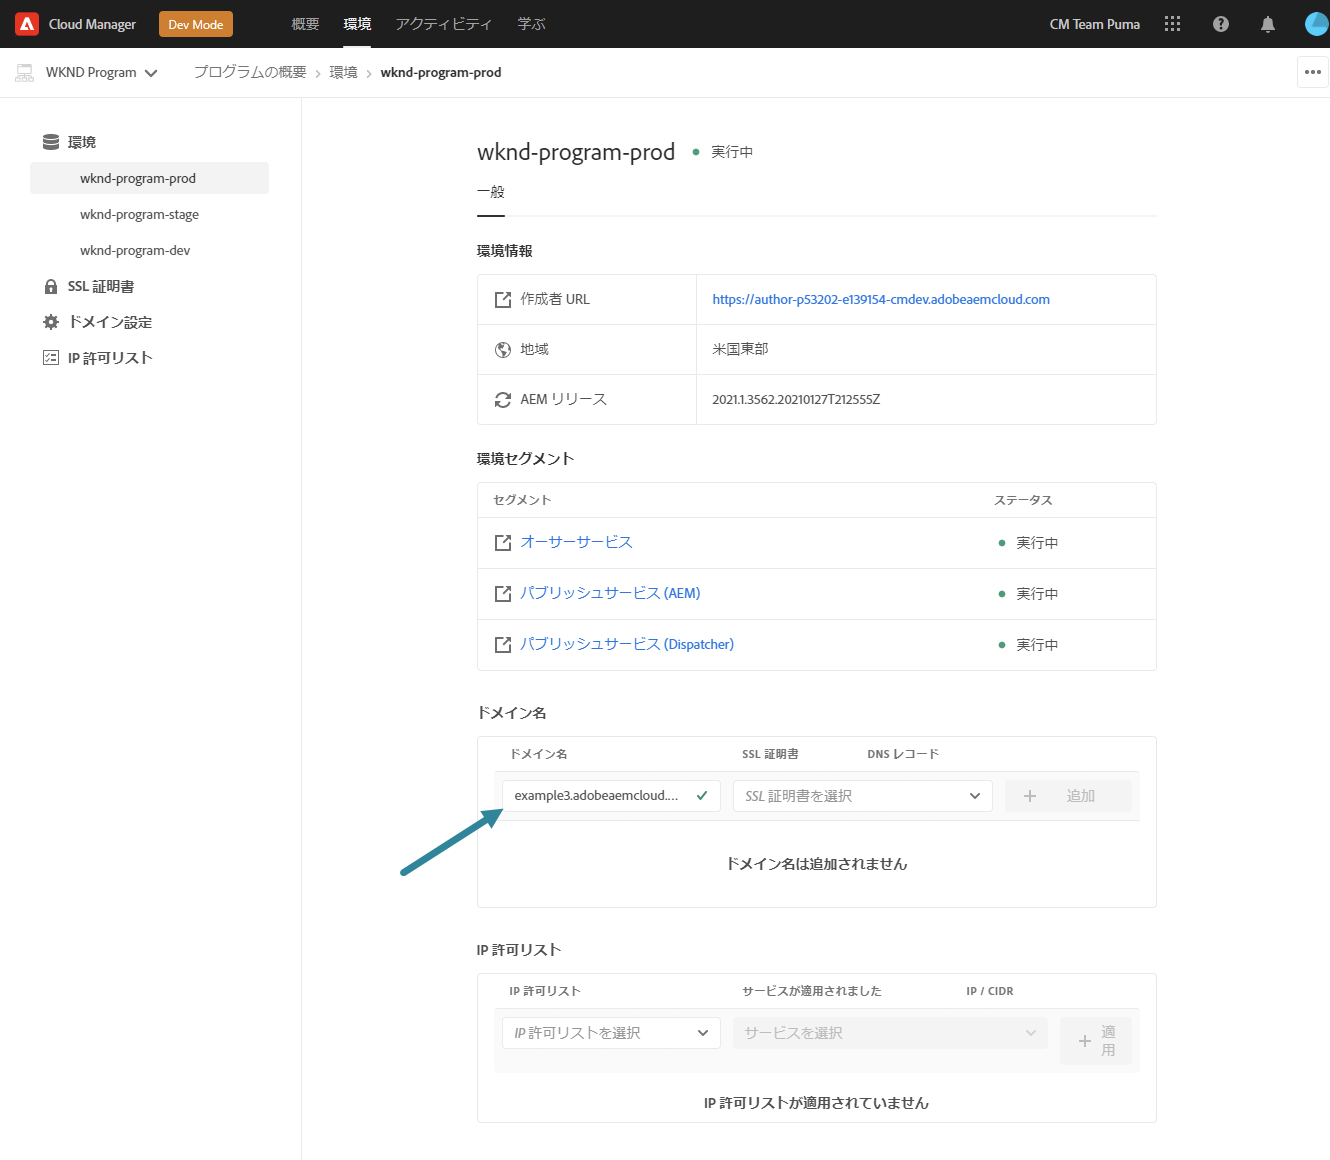 Cloud Manager Dev Mode 概要 環境 アクティビティ 学ぶ CM Team Puma
WKND Program プログラムの概要 環境 wknd-program-prod
環境
wknd-program-prod
wknd-program-stage
wknd-program-dev
SSL 証明書
ドメイン設定
IP 許可リスト
wknd-program-prod 実行中
一般
環境情報
作成者 URL https://author-p53202-e139154-cmdev.adobeaemcloud.com
地域 米国東部
AEM リリース 2021.1.3562.20210127T212555Z
環境セグメント
セグメント ステータス
オーサーサービス 実行中
パブリッシュサービス (AEM) 実行中
パブリッシュサービス (Dispatcher) 実行中
ドメイン名
ドメイン名 SSL 証明書 DNS レコード
example3.adobeaemcloud.... SSL 証明書を選択 追加
ドメイン名は追加されません
IP 許可リスト
IP 許可リスト サービスが適用されました IP / CIDR
IP 許可リストを選択 サービスを選択 適
用
IP 許可リストが適用されていません